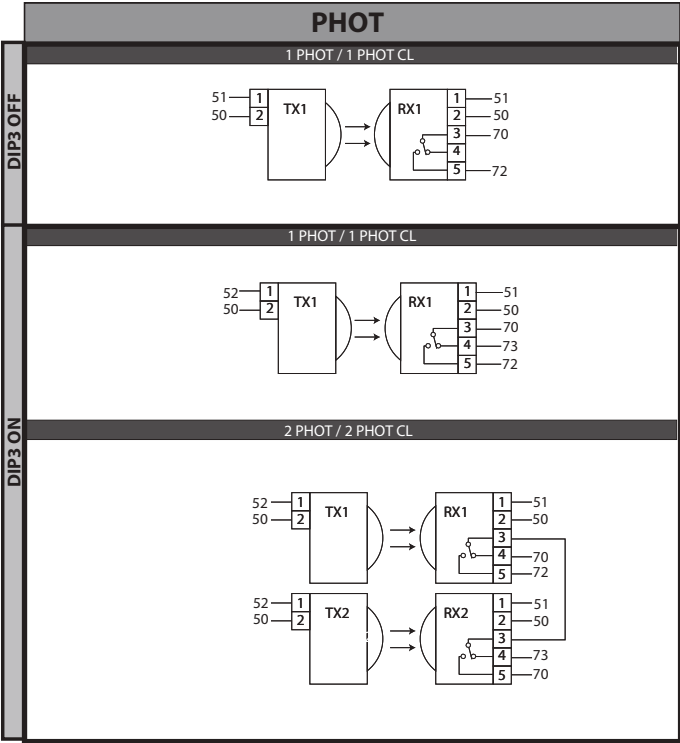 PHOT
DIP3 OFF
1 PHOT / 1 PHOT CL
51 1 TX1 RX1 1 51
50 2 2 50
3 70
4
5 72
DIP3 ON
1 PHOT / 1 PHOT CL
52 1 TX1 RX1 1 51
50 2 2 50
3 70
4 73
5 72
2 PHOT / 2 PHOT CL
52 1 TX1 RX1 1 51
50 2 2 50
3
4 70
5 72
52 1 TX2 RX2 1 51
50 2 2 50
3
4 73
5 70